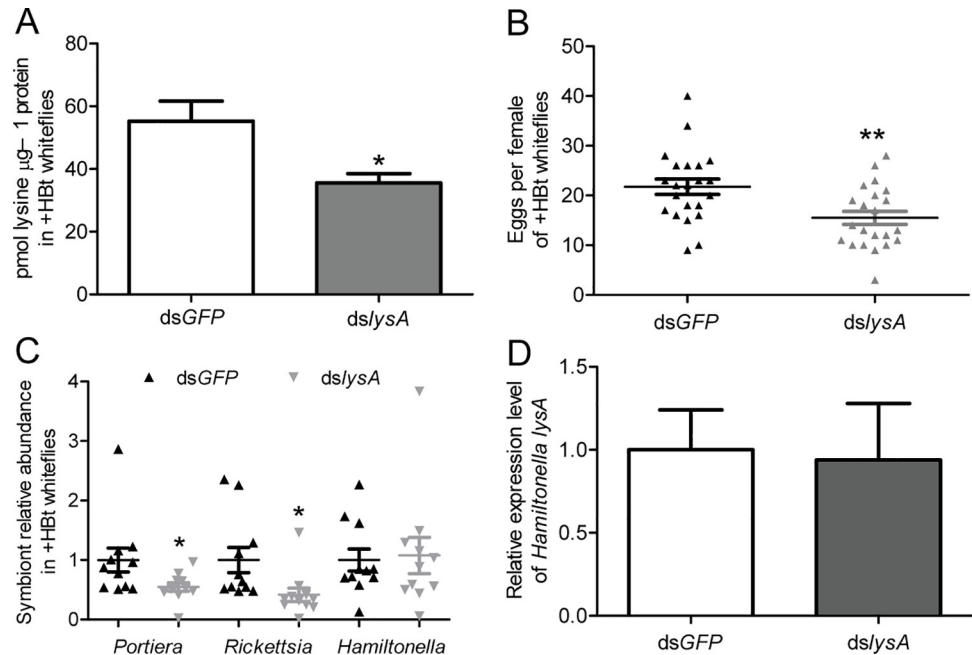 A
pmol lysine µg– 1 protein
in +HBt whiteflies
80
60
40
20
0
*
dsGFP
dslysA
B
Eggs per female
of +HBt whiteflies
50
40
30
20
10
0
**
dsGFP
dslysA
C
dsGFP
dslysA
Symbiont relative abundance
in +HBt whiteflies
4
3
2
1
0
*
*
Portiera
Rickettsia
Hamiltonella
D
Relative expression level
of Hamiltonella lysA
1.5
1.0
0.5
0.0
dsGFP
dslysA